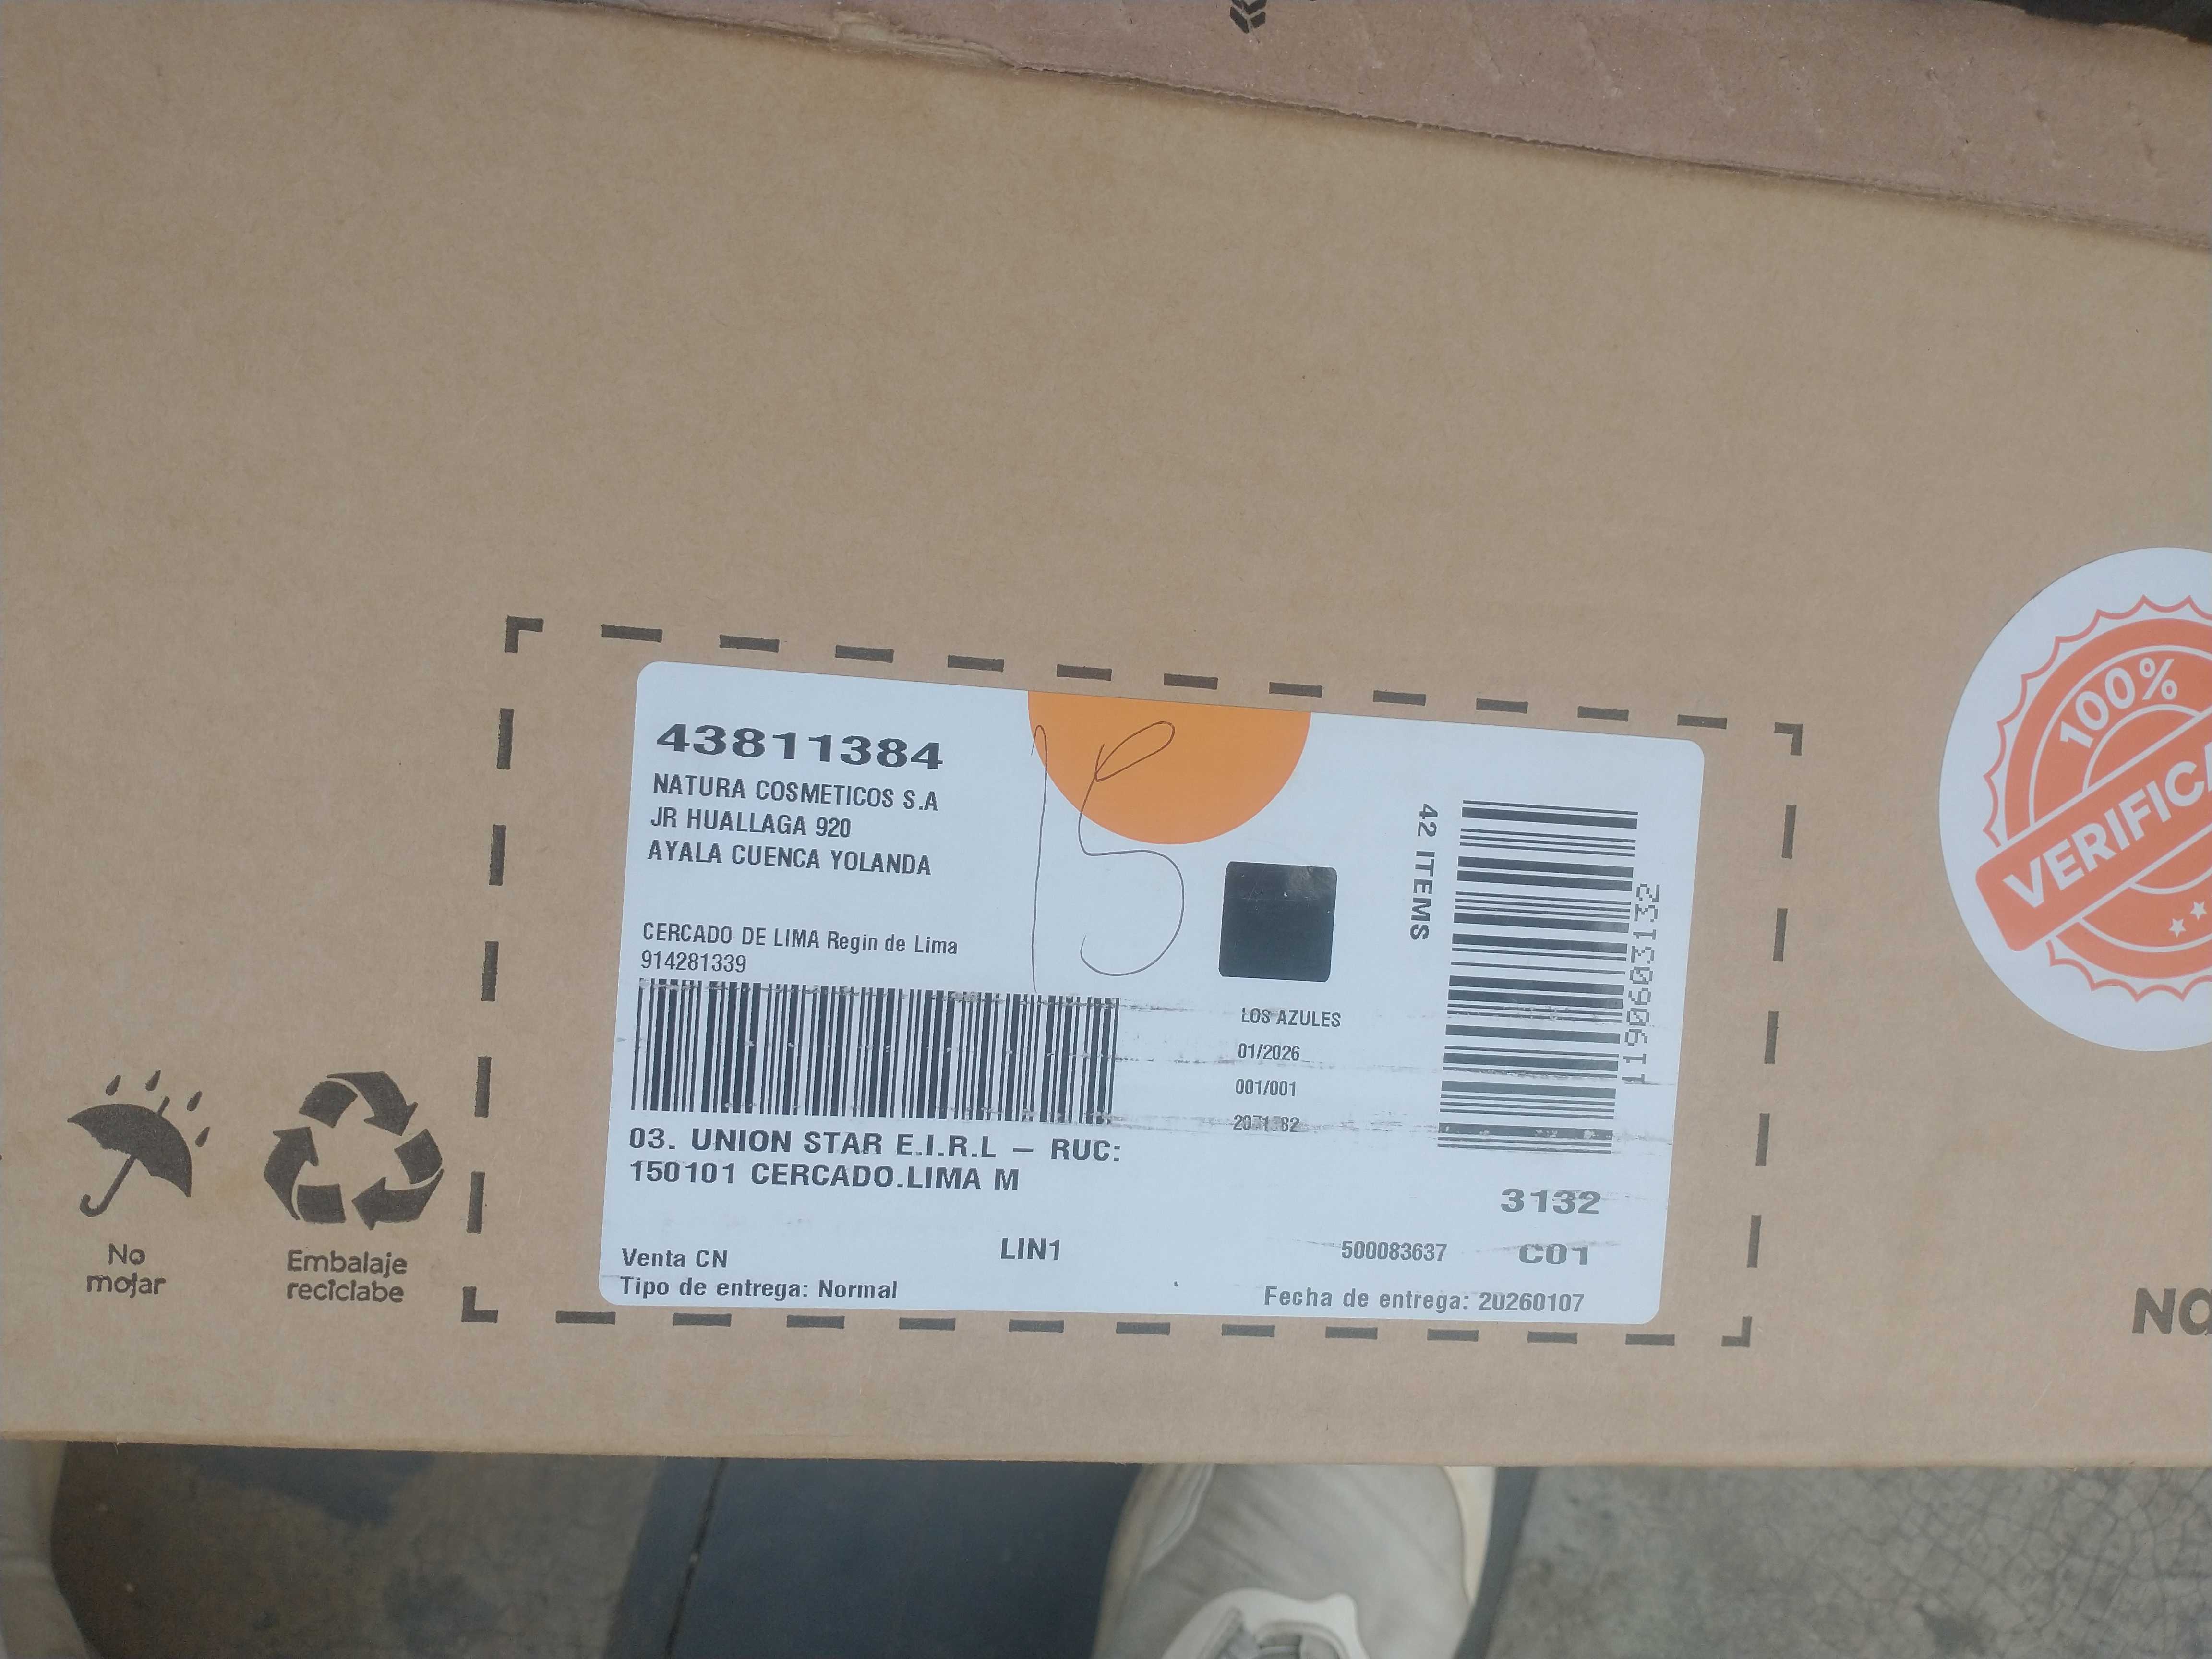 43811384
NATURA COSMETICOS S.A
JR HUALLAGA 920
AYALA CUENCA YOLANDA
CERCADO DE LIMA Regin de Lima
914281339
15
42 ITEMS
1190603132
LOS AZULES
01/2026
001/001
03. UNION STAR E.I.R.L – RUC:
150101 CERCADO.LIMA M
3132
Venta CN
LIN1
500083637
C01
Tipo de entrega: Normal
Fecha de entrega: 20260107
100%
No
mojar
Embalaje
reciclabe